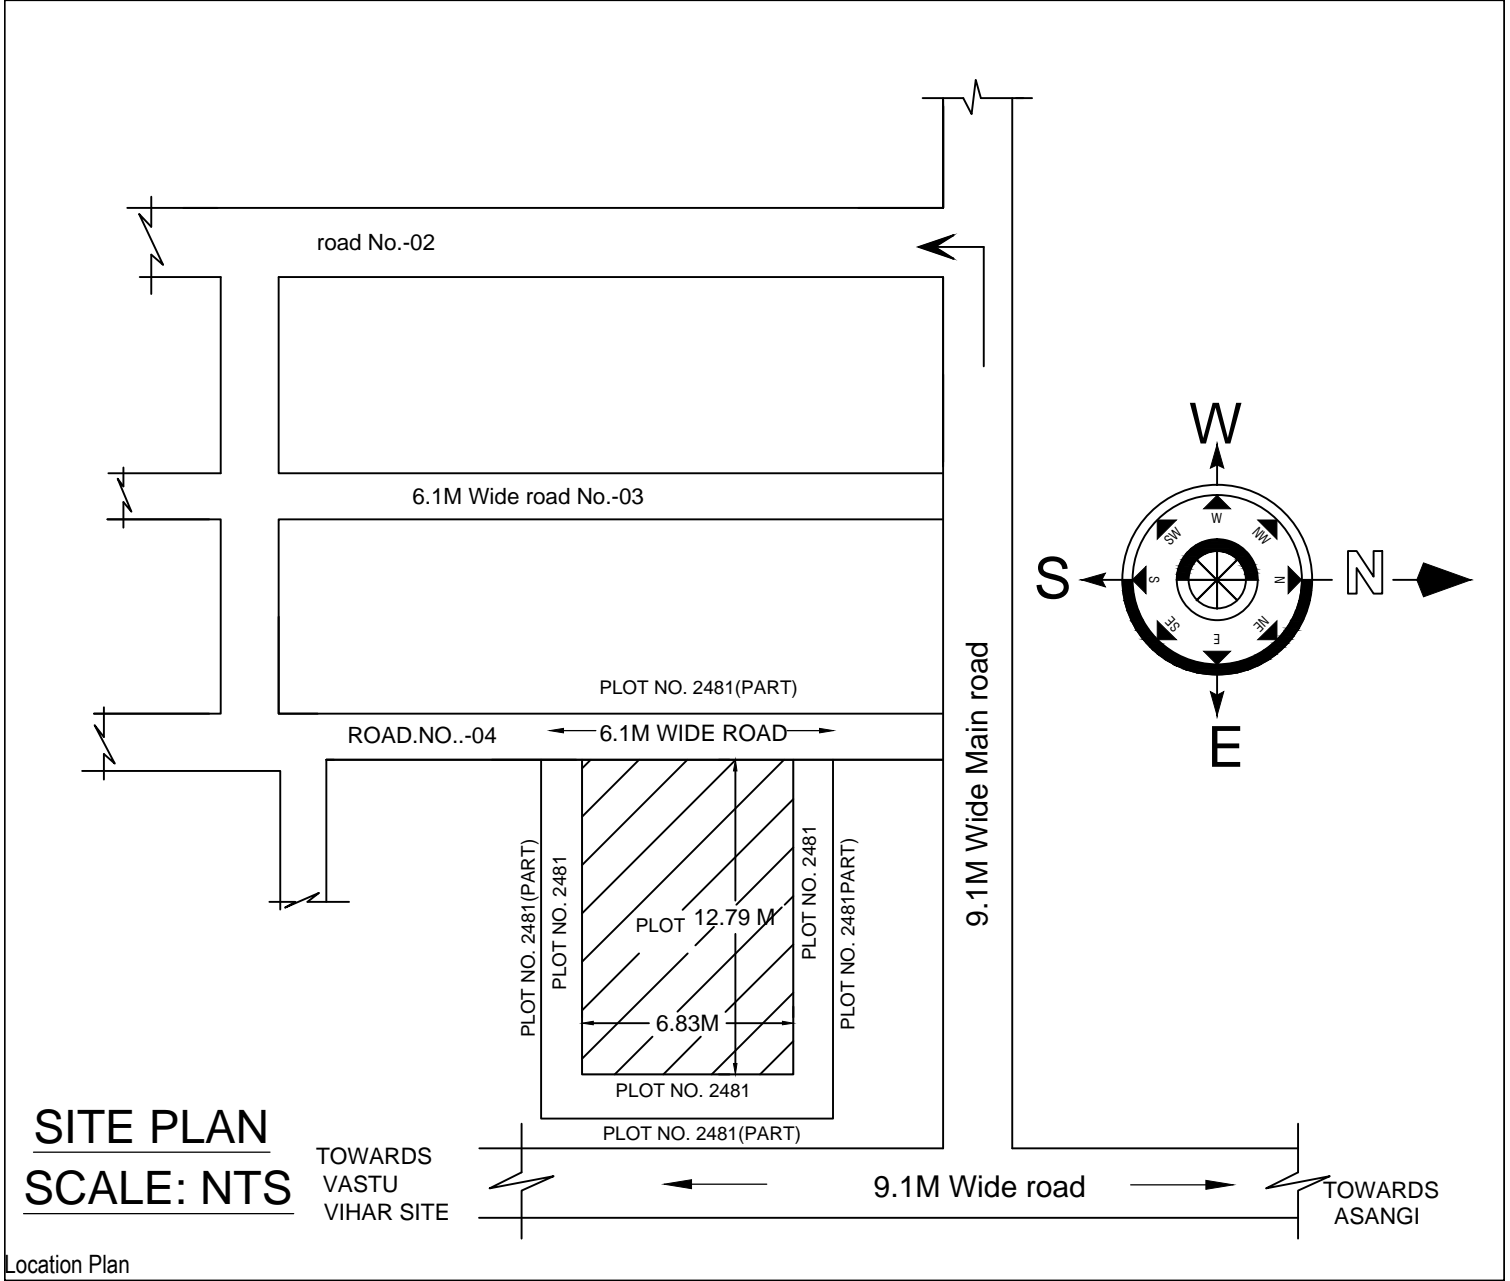 road No.-02
W
6.1M Wide road No.-03
W
SW
NW
S
S
N
N
SE
NE
E
E
PLOT NO. 2481(PART)
ROAD.NO..-04
6.1M WIDE ROAD
9.1M Wide Main road
PLOT NO. 2481(PART)
PLOT NO. 2481
PLOT
12.79 M
PLOT NO. 2481
PLOT NO. 2481PART)
6.83M
PLOT NO. 2481
PLOT NO. 2481(PART)
SITE PLAN
SCALE: NTS
TOWARDS
VASTU
VIHAR SITE
9.1M Wide road
TOWARDS
ASANGI
Location Plan